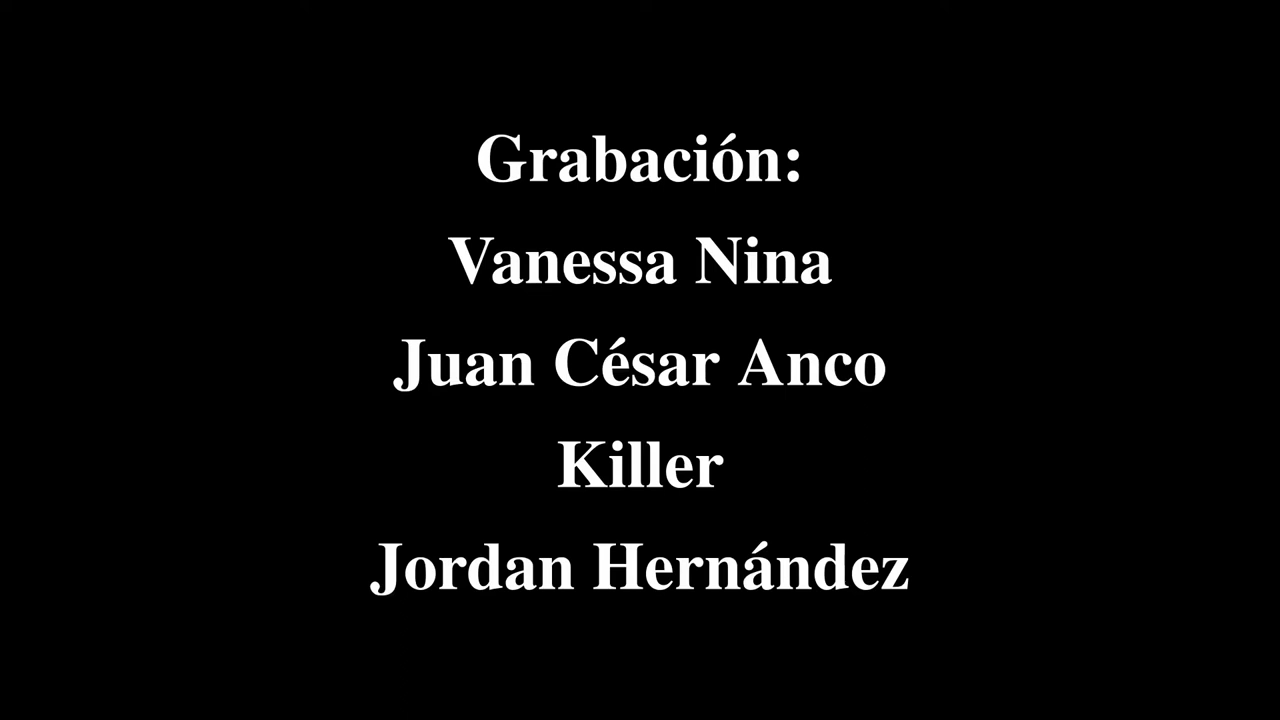 Grabación:
Vanessa Nina
Juan César Anco
Killer
Jordan Hernández